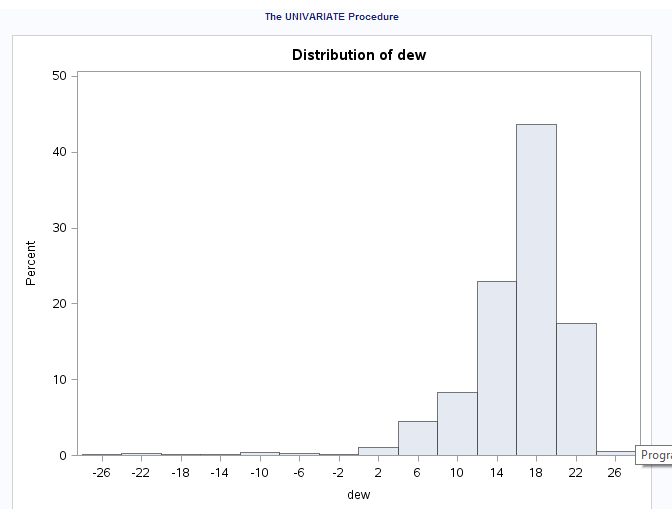 The UNIVARIATE Procedure
Distribution of dew
50
40
30
20
10
0
Percent
-26 -22 -18 -14 -10 -6 -2 2 6 10 14 18 22 26
dew
Progra